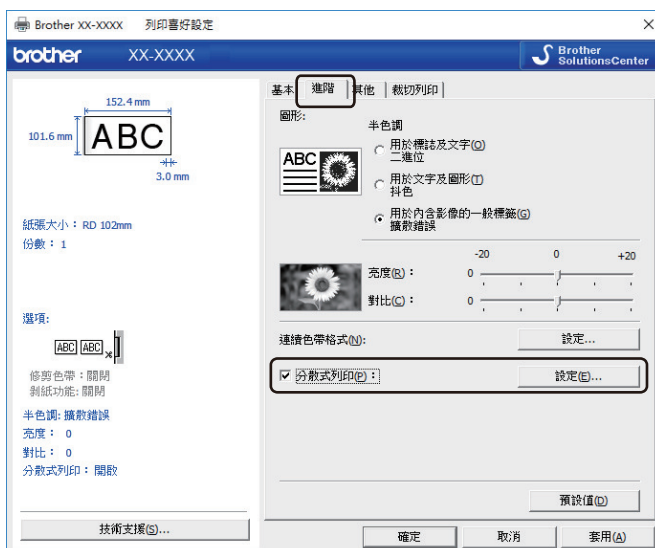 Brother XX-XXXX 列印喜好設定
brother XX-XXXX
Brother
SolutionsCenter
152.4 mm
101.6 mm
ABC
3.0 mm
紙張大小：RD 102mm
份數：1
選項:
ABC ABC
修剪色帶：關閉
剝紙功能: 關閉
半色調: 擴散錯誤
亮度： 0
對比： 0
分散式列印：開啟
技術支援(S)...
基本 進階 其他 裁切列印
圖形:
ABC
半色調
用於標誌及文字(O)
二進位
用於文字及圖形(T)
抖色
用於內含影像的一般標籤(G)
擴散錯誤
-20 0 +20
亮度(R)： 0
對比(C)： 0
連續色帶格式(N):
設定...
分散式列印(P)：
設定(E)...
預設值(D)
確定 取消 套用(A)